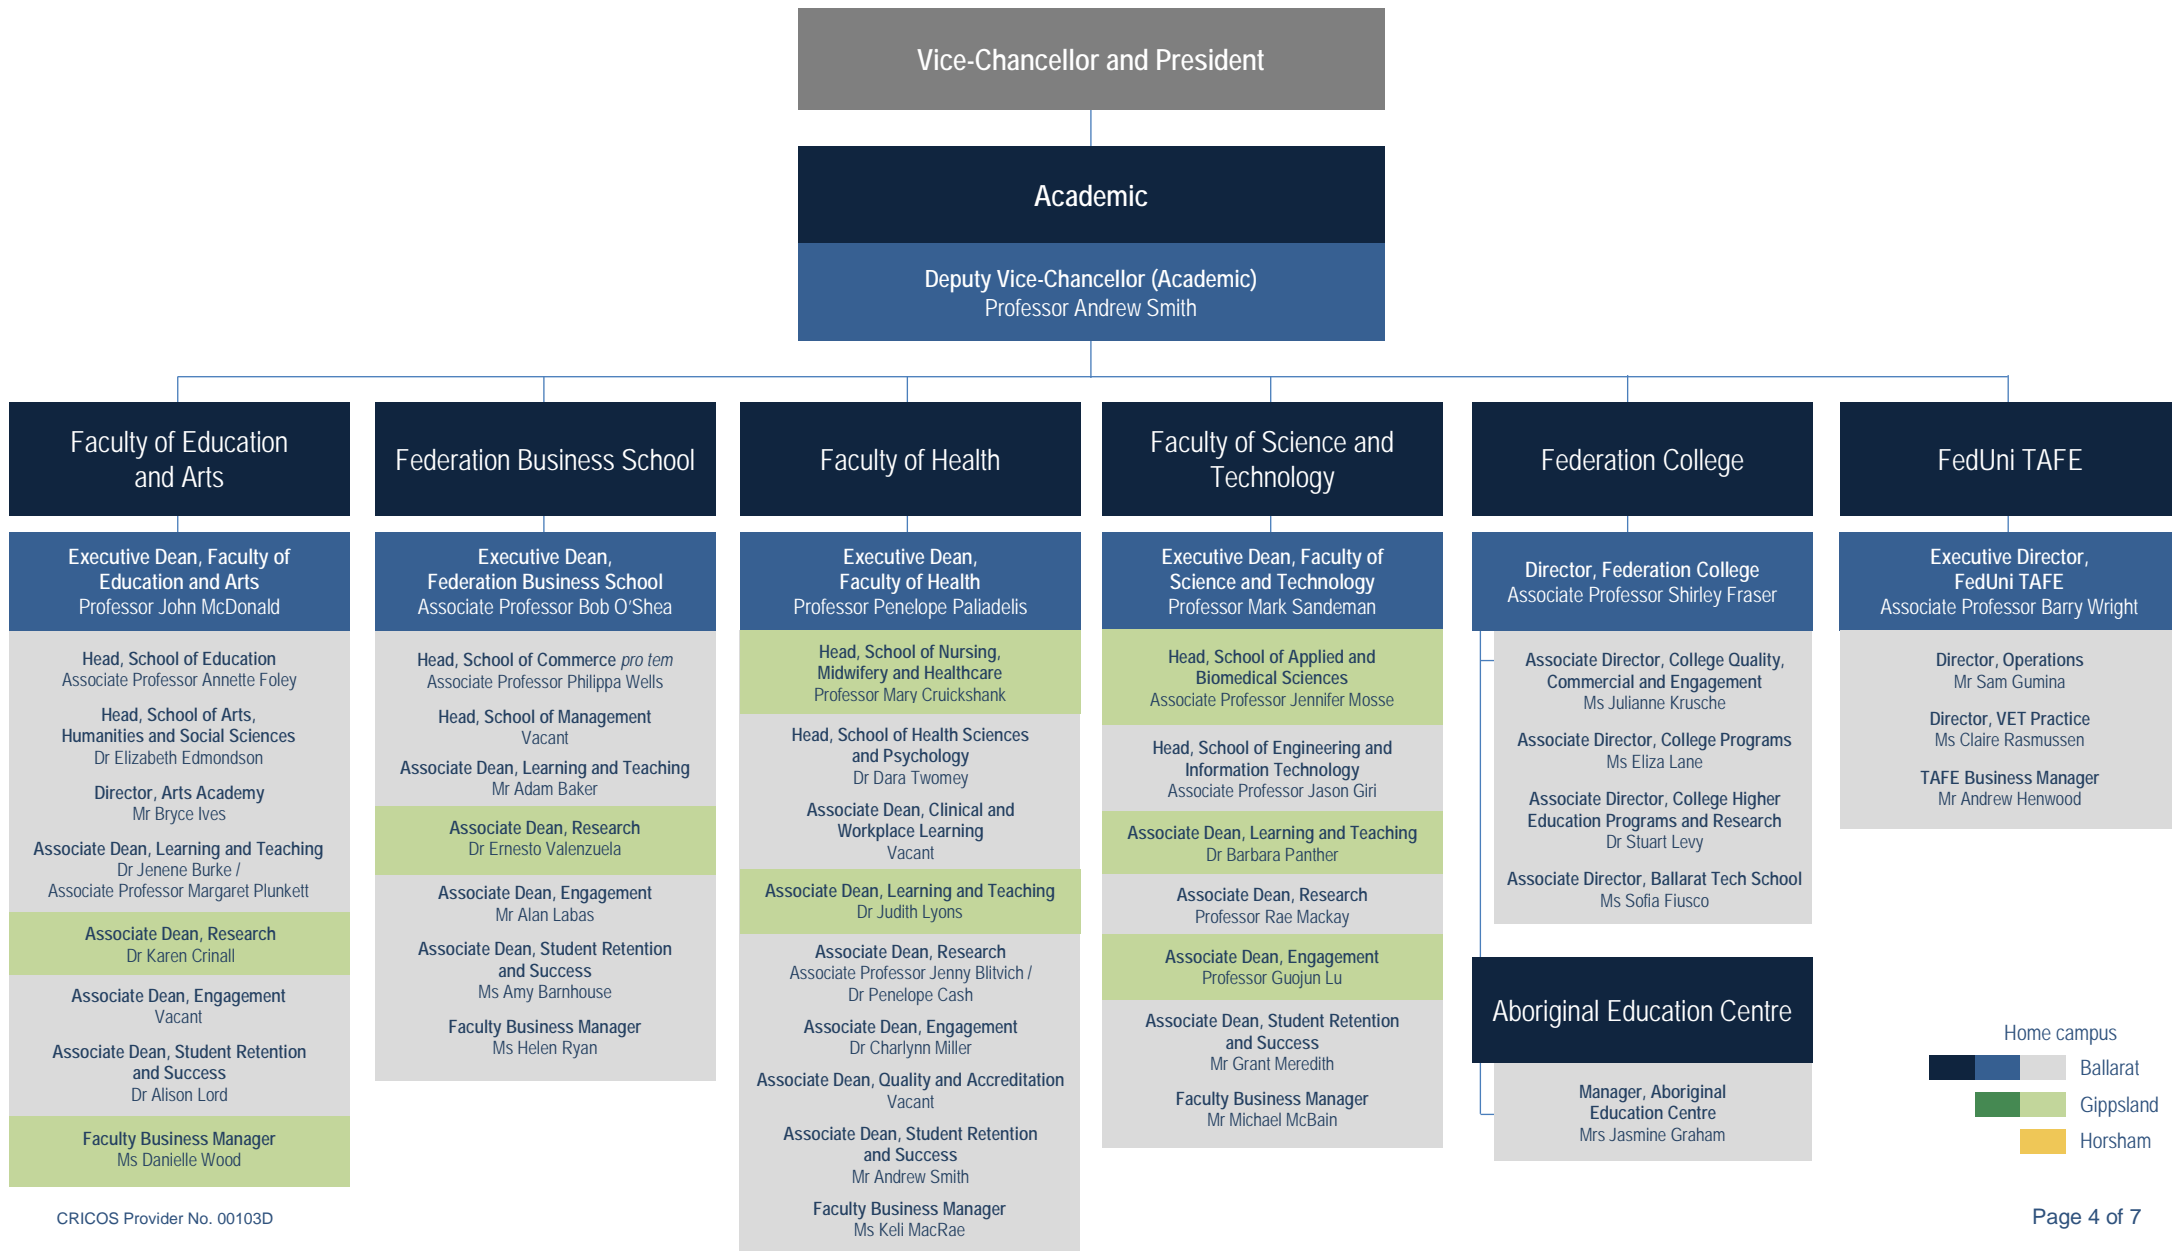 Vice-Chancellor and President
Academic
Deputy Vice-Chancellor (Academic)
Professor Andrew Smith
Faculty of Education
and Arts
Executive Dean, Faculty of
Education and Arts
Professor John McDonald
Head, School of Education
Associate Professor Annette Foley
Head, School of Arts,
Humanities and Social Sciences
Dr Elizabeth Edmondson
Director, Arts Academy
Mr Bryce Ives
Associate Dean, Learning and Teaching
Dr Jenene Burke /
Associate Professor Margaret Plunkett
Associate Dean, Research
Dr Karen Crinall
Associate Dean, Engagement
Vacant
Associate Dean, Student Retention
and Success
Dr Alison Lord
Faculty Business Manager
Ms Danielle Wood
Federation Business School
Executive Dean,
Federation Business School
Associate Professor Bob O'Shea
Head, School of Commerce pro tem
Associate Professor Philippa Wells
Head, School of Management
Vacant
Associate Dean, Learning and Teaching
Mr Adam Baker
Associate Dean, Research
Dr Ernesto Valenzuela
Associate Dean, Engagement
Mr Alan Labas
Associate Dean, Student Retention
and Success
Ms Amy Barnhouse
Faculty Business Manager
Ms Helen Ryan
Faculty of Health
Executive Dean,
Faculty of Health
Professor Penelope Paliadelis
Head, School of Nursing,
Midwifery and Healthcare
Professor Mary Cruickshank
Head, School of Health Sciences
and Psychology
Dr Dara Twomey
Associate Dean, Clinical and
Workplace Learning
Vacant
Associate Dean, Learning and Teaching
Dr Judith Lyons
Associate Dean, Research
Associate Professor Jenny Blitvich /
Dr Penelope Cash
Associate Dean, Engagement
Dr Charlynn Miller
Associate Dean, Quality and Accreditation
Vacant
Associate Dean, Student Retention
and Success
Mr Andrew Smith
Faculty Business Manager
Ms Keli MacRae
Faculty of Science and
Technology
Executive Dean, Faculty of
Science and Technology
Professor Mark Sandeman
Head, School of Applied and
Biomedical Sciences
Associate Professor Jennifer Mosse
Head, School of Engineering and
Information Technology
Associate Professor Jason Giri
Associate Dean, Learning and Teaching
Dr Barbara Panther
Associate Dean, Research
Professor Rae Mackay
Associate Dean, Engagement
Professor Guojun Lu
Associate Dean, Student Retention
and Success
Mr Grant Meredith
Faculty Business Manager
Mr Michael McBain
Federation College
Director, Federation College
Associate Professor Shirley Fraser
Associate Director, College Quality,
Commercial and Engagement
Ms Julianne Krusche
Associate Director, College Programs
Ms Eliza Lane
Associate Director, College Higher
Education Programs and Research
Dr Stuart Levy
Associate Director, Ballarat Tech School
Ms Sofia Fiusco
Aboriginal Education Centre
Manager, Aboriginal
Education Centre
Mrs Jasmine Graham
FedUni TAFE
Executive Director,
FedUni TAFE
Associate Professor Barry Wright
Director, Operations
Mr Sam Gumina
Director, VET Practice
Ms Claire Rasmussen
TAFE Business Manager
Mr Andrew Henwood
Home campus
Ballarat
Gippsland
Horsham
CRICOS Provider No. 00103D
Page 4 of 7